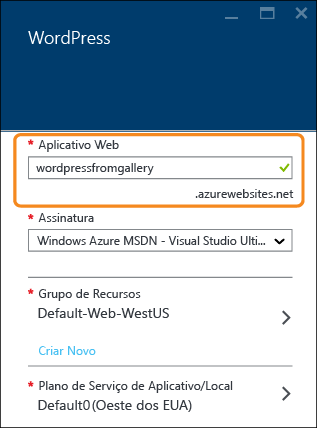 WordPress
* Aplicativo Web
wordpressfromgallery
.azurewebsites.net
* Assinatura
Windows Azure MSDN - Visual Studio Ulti...
* Grupo de Recursos
Default-Web-WestUS
Criar Novo
* Plano de Serviço de Aplicativo/Local
Default0(Oeste dos EUA)